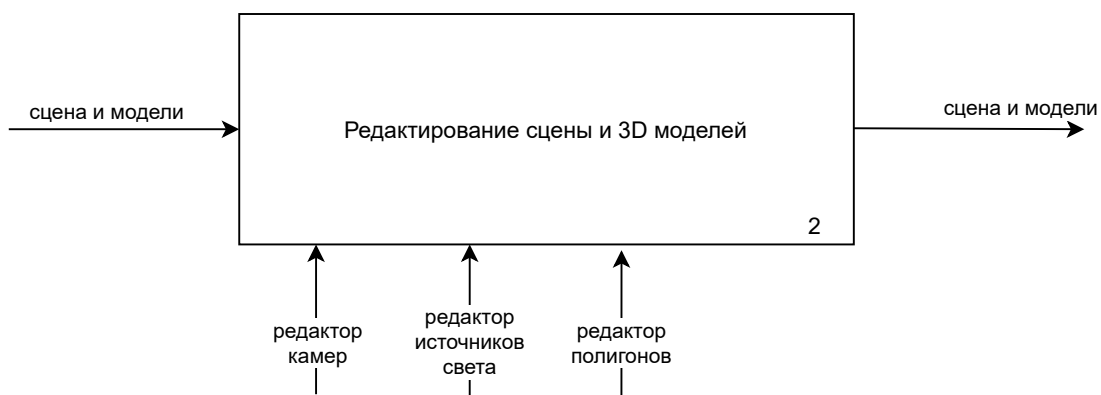 сцена и модели
сцена и модели
Редактирование сцены и 3D моделей
2
редактор
камер
редактор
источников
света
редактор
полигонов